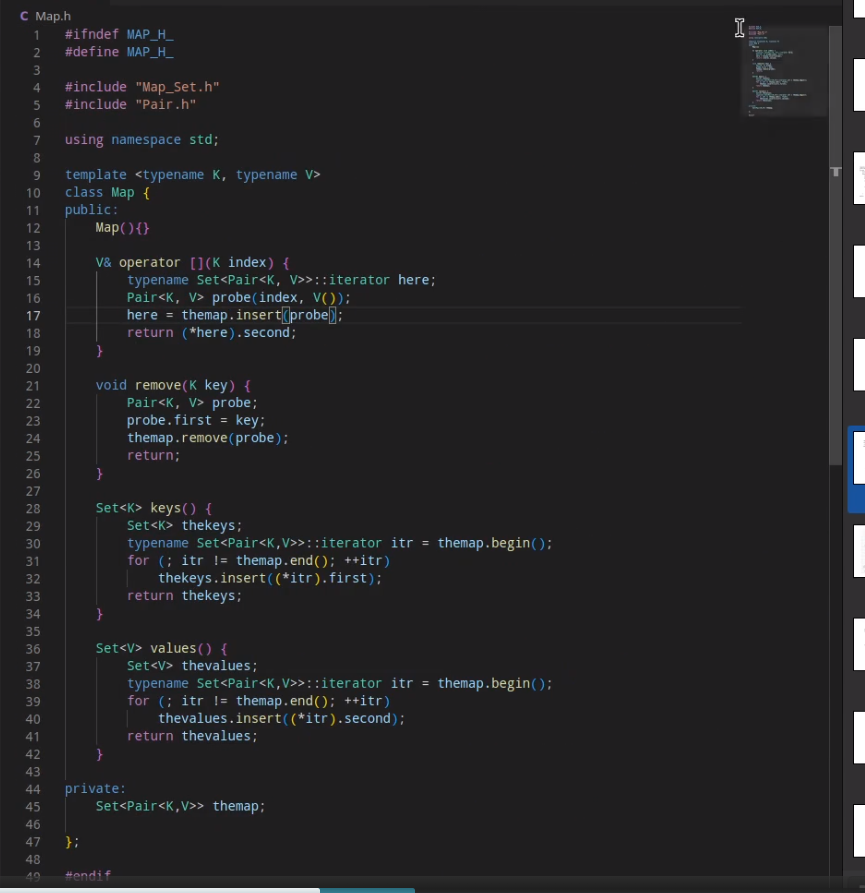 C Map.h
1 #ifndef MAP_H_
2 #define MAP_H_
3
4 #include "Map_Set.h"
5 #include "Pair.h"
6
7 using namespace std;
8
9 template <typename K, typename V>
10 class Map {
11 public:
12     Map(){}
13
14     V& operator [](K index) {
15         typename Set<Pair<K, V>>::iterator here;
16         Pair<K, V> probe(index, V());
17         here = themap.insert(probe);
18         return (*here).second;
19     }
20
21     void remove(K key) {
22         Pair<K, V> probe;
23         probe.first = key;
24         themap.remove(probe);
25         return;
26     }
27
28     Set<K> keys() {
29         Set<K> thekeys;
30         typename Set<Pair<K,V>>::iterator itr = themap.begin();
31         for (; itr != themap.end(); ++itr)
32             thekeys.insert((*itr).first);
33         return thekeys;
34     }
35
36     Set<V> values() {
37         Set<V> thevalues;
38         typename Set<Pair<K,V>>::iterator itr = themap.begin();
39         for (; itr != themap.end(); ++itr)
40             thevalues.insert((*itr).second);
41         return thevalues;
42     }
43
44 private:
45     Set<Pair<K,V>> themap;
46
47 };
48
49 #endif